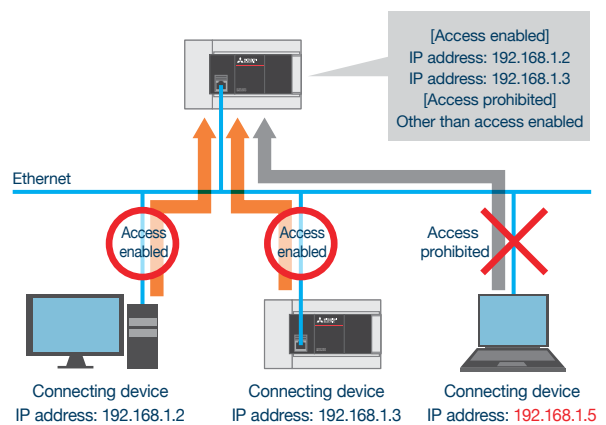 [Access enabled]
IP address: 192.168.1.2
IP address: 192.168.1.3
[Access prohibited]
Other than access enabled
Ethernet
Access
enabled
Access
enabled
Access
prohibited
Connecting device
IP address: 192.168.1.2
Connecting device
IP address: 192.168.1.3
Connecting device
IP address: 192.168.1.5